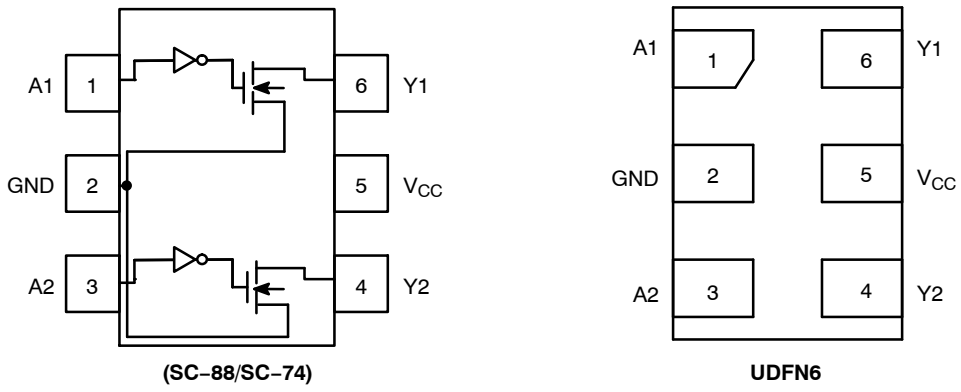 A1 1 6 Y1
GND 2 5 VCC
A2 3 4 Y2
(SC−88/SC−74)
A1 1 6 Y1
GND 2 5 VCC
A2 3 4 Y2
UDFN6